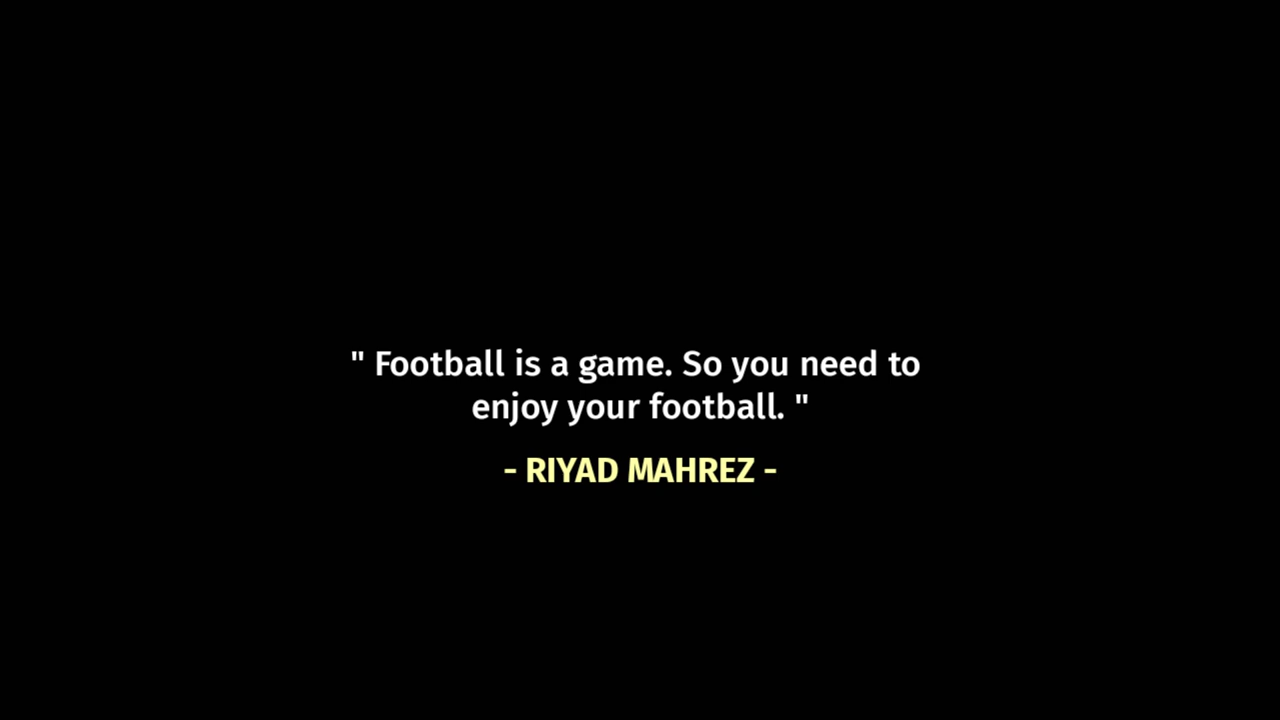 " Football is a game. So you need to
enjoy your football. "
- RIYAD MAHREZ -